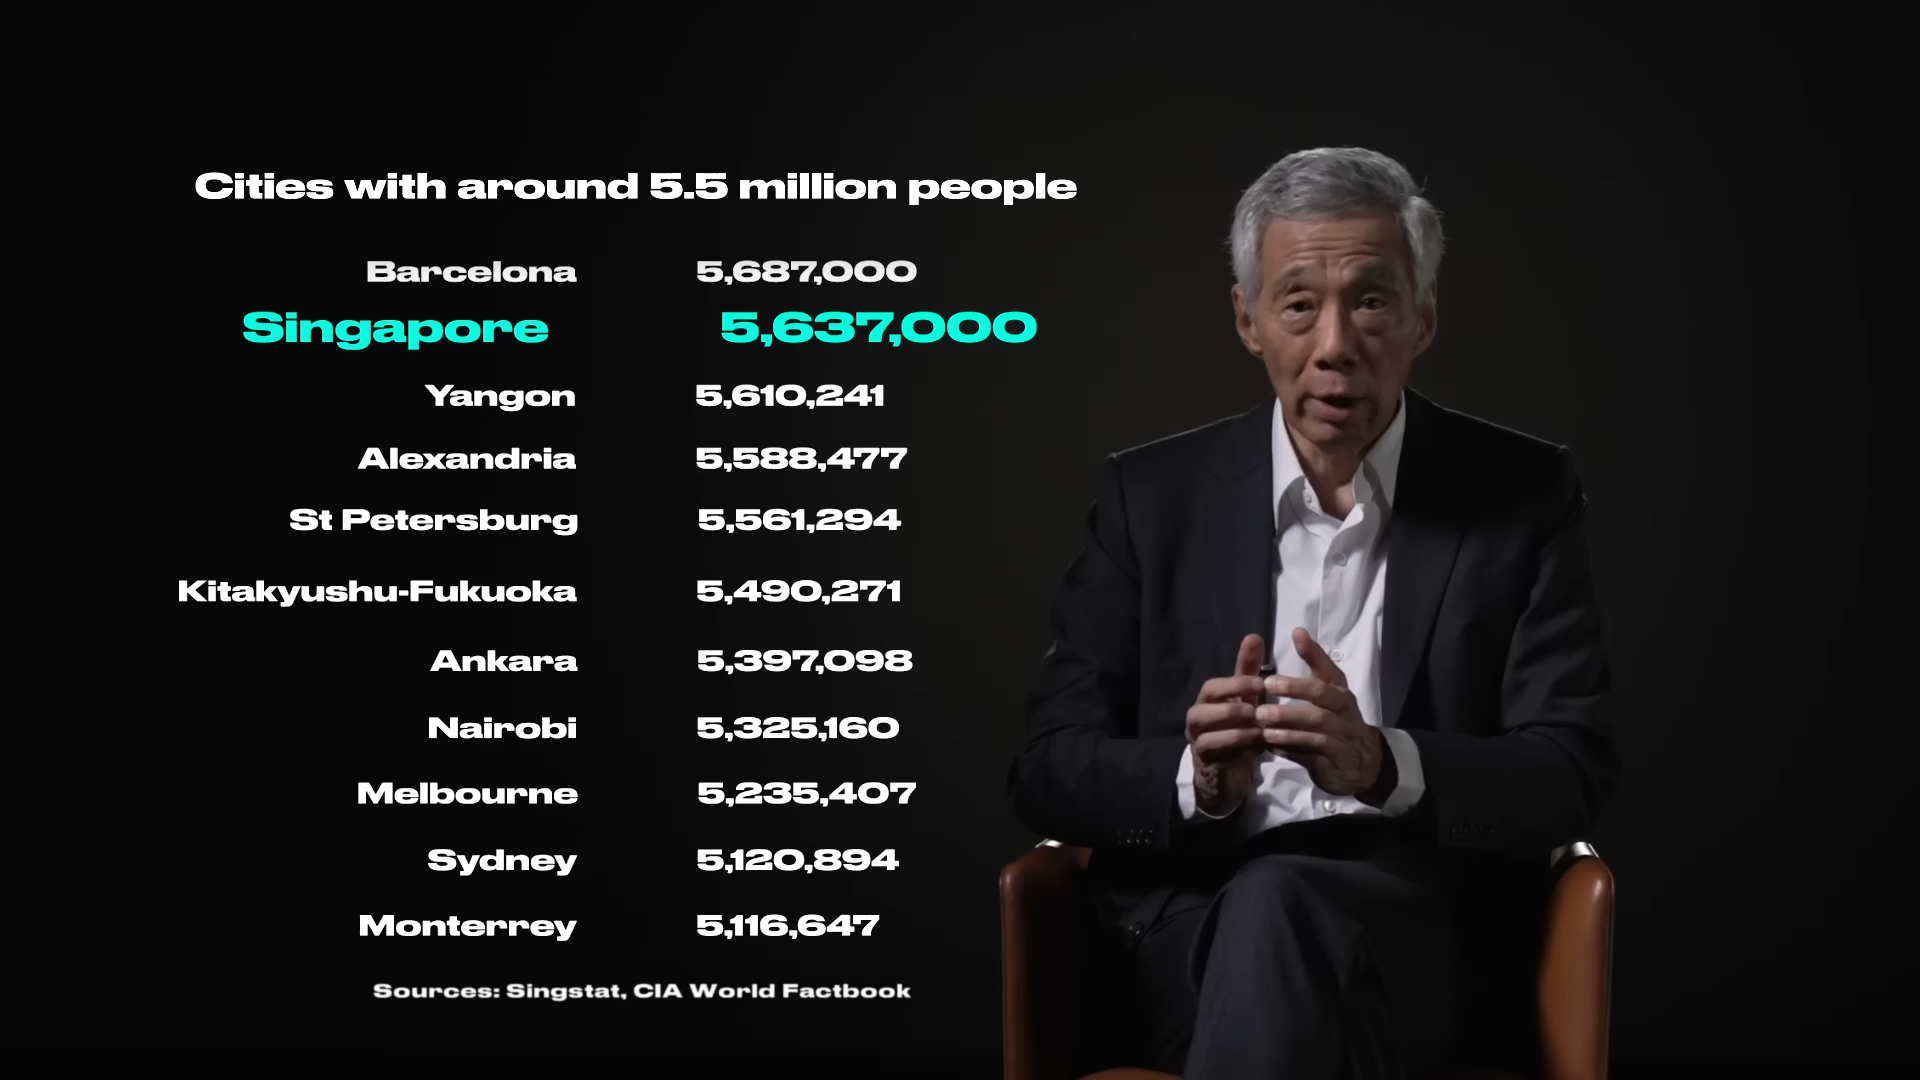 Cities with around 5.5 million people
Barcelona 5,687,000
Singapore 5,637,000
Yangon 5,610,241
Alexandria 5,588,477
St Petersburg 5,561,294
Kitakyushu-Fukuoka 5,490,271
Ankara 5,397,098
Nairobi 5,325,160
Melbourne 5,235,407
Sydney 5,120,894
Monterrey 5,116,647
Sources: Singstat, CIA World Factbook